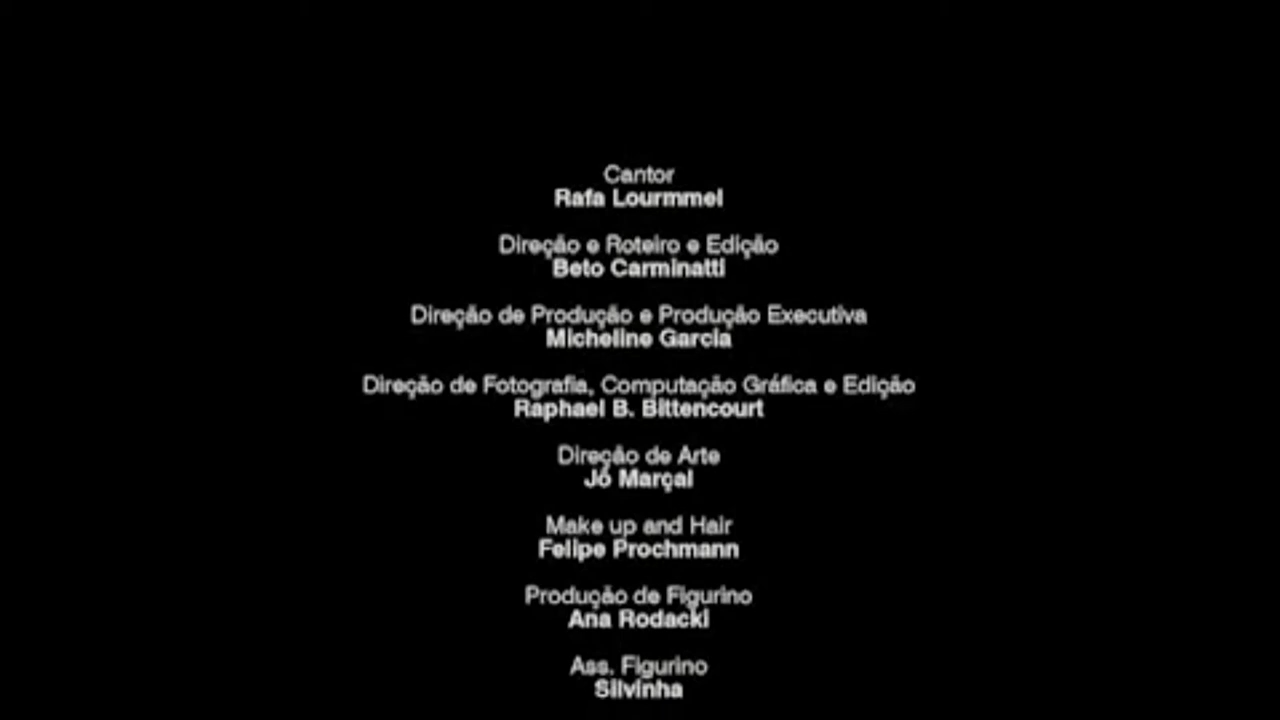 Cantor
Rafa Lourmmel
Direção e Roteiro e Edição
Beto Carminatti
Direção de Produção e Produção Executiva
Micheline Garcia
Direção de Fotografia, Computação Gráfica e Edição
Raphael B. Bittencourt
Direção de Arte
Jô Marçal
Make up and Hair
Felipe Prochmann
Produção de Figurino
Ana Rodacki
Ass. Figurino
Silvinha